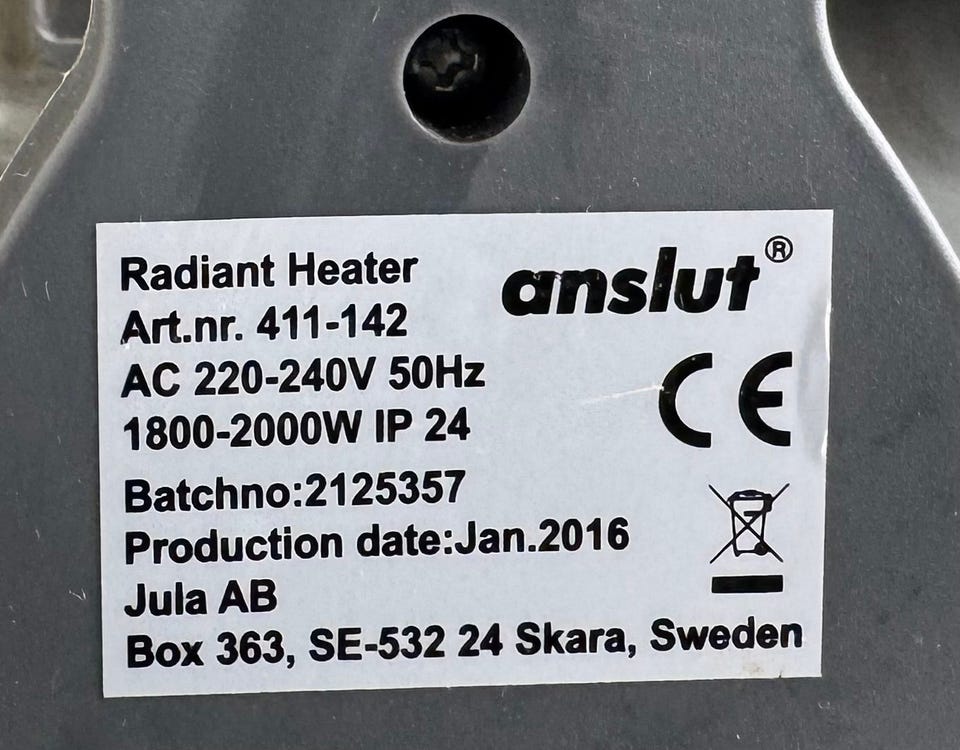 Radiant Heater
anslut®
Art.nr. 411-142
AC 220-240V 50Hz
1800-2000W IP 24
CE
Batchno:2125357
Production date:Jan.2016
Jula AB
Box 363, SE-532 24 Skara, Sweden